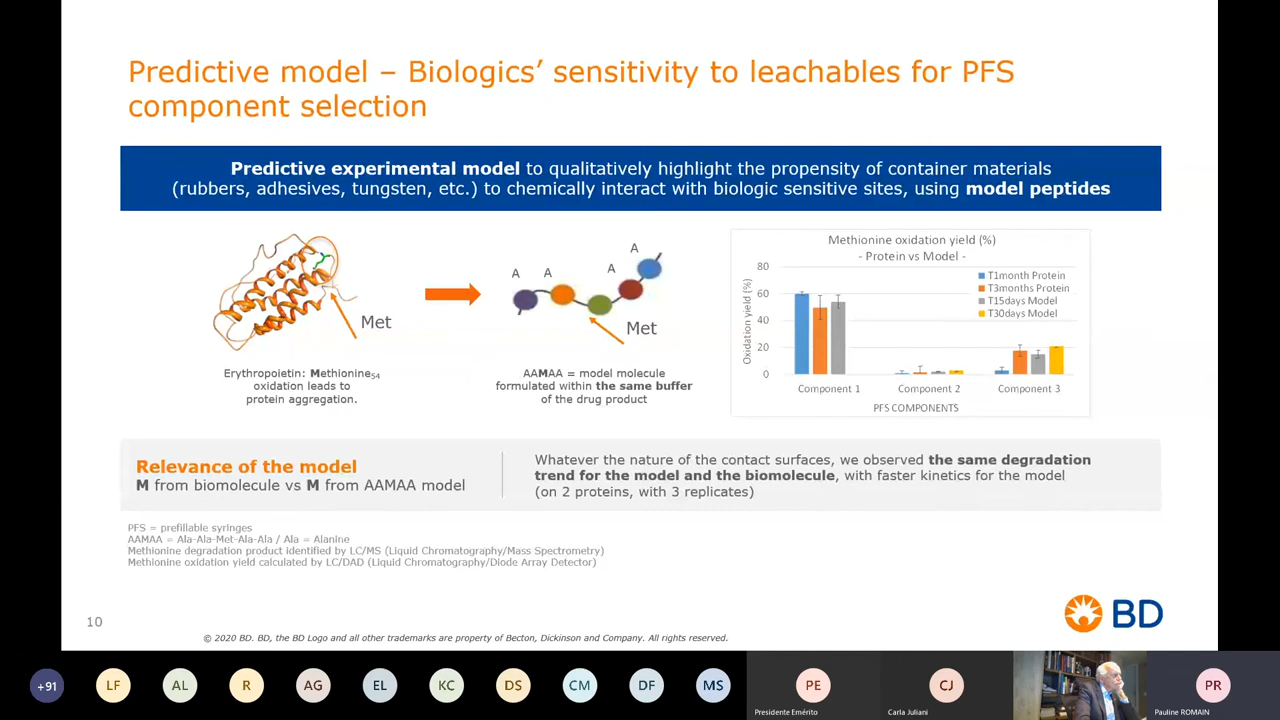 Predictive model – Biologics’ sensitivity to leachables for PFS
component selection
Predictive experimental model to qualitatively highlight the propensity of container materials
(rubbers, adhesives, tungsten, etc.) to chemically interact with biologic sensitive sites, using model peptides
Met
Erythropoietin: Methionine54
oxidation leads to
protein aggregation.
A A A A
Met
AAMAA = model molecule
formulated within the same buffer
of the drug product
Methionine oxidation yield (%)
- Protein vs Model -
Oxidation yield (%)
80
60
40
20
0
T1month Protein
T3months Protein
T15days Model
T30days Model
Component 1 Component 2 Component 3
PFS COMPONENTS
Relevance of the model
M from biomolecule vs M from AAMAA model
Whatever the nature of the contact surfaces, we observed the same degradation
trend for the model and the biomolecule, with faster kinetics for the model
(on 2 proteins, with 3 replicates)
PFS = prefillable syringes
AAMAA = Ala-Ala-Met-Ala-Ala / Ala = Alanine
Methionine degradation product identified by LC/MS (Liquid Chromatography/Mass Spectrometry)
Methionine oxidation yield calculated by LC/DAD (Liquid Chromatography/Diode Array Detector)
10
BD
© 2020 BD. BD, the BD Logo and all other trademarks are property of Becton, Dickinson and Company. All rights reserved.
+91 LF AL R AG EL KC DS CM DF MS PE CJ PR
Presidente Emérito Carla Juliani Pauline ROMAIN